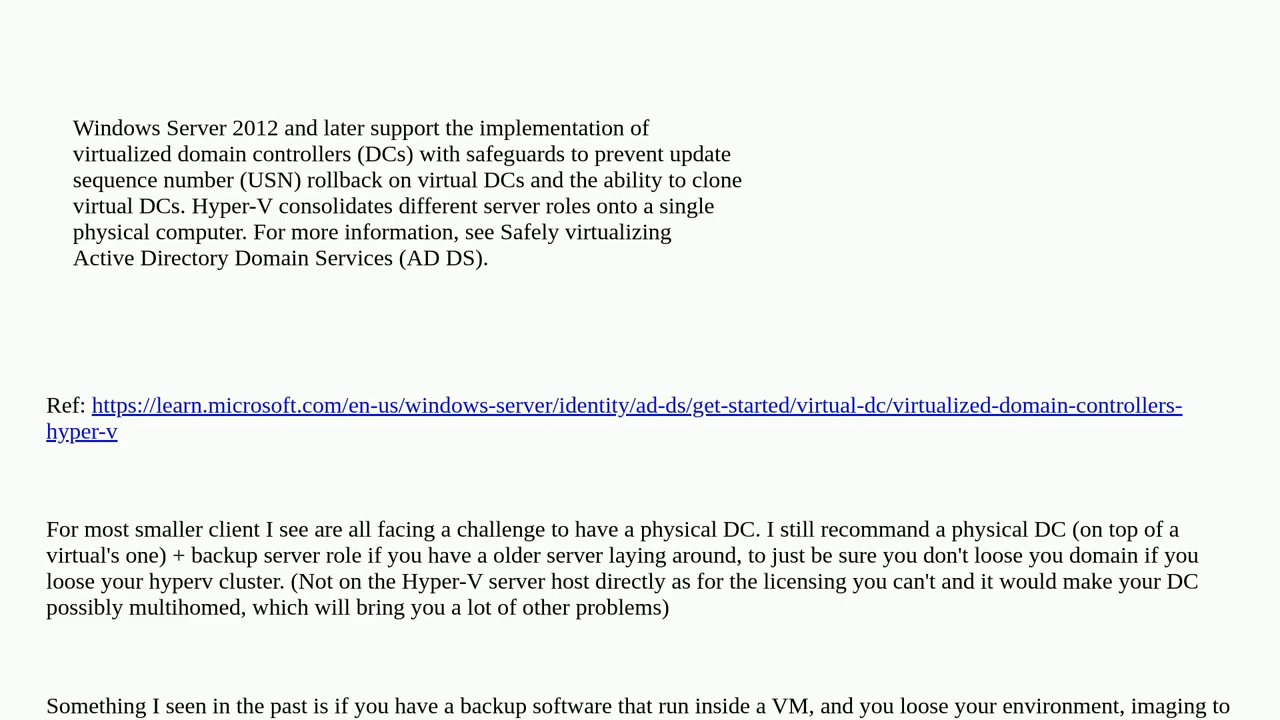 Windows Server 2012 and later support the implementation of
virtualized domain controllers (DCs) with safeguards to prevent update
sequence number (USN) rollback on virtual DCs and the ability to clone
virtual DCs. Hyper-V consolidates different server roles onto a single
physical computer. For more information, see Safely virtualizing
Active Directory Domain Services (AD DS).
Ref: https://learn.microsoft.com/en-us/windows-server/identity/ad-ds/get-started/virtual-dc/virtualized-domain-controllers-
hyper-v
For most smaller client I see are all facing a challenge to have a physical DC. I still recommand a physical DC (on top of a
virtual's one) + backup server role if you have a older server laying around, to just be sure you don't loose you domain if you
loose your hyperv cluster. (Not on the Hyper-V server host directly as for the licensing you can't and it would make your DC
possibly multihomed, which will bring you a lot of other problems)
Something I seen in the past is if you have a backup software that run inside a VM, and you loose your environment, imaging to